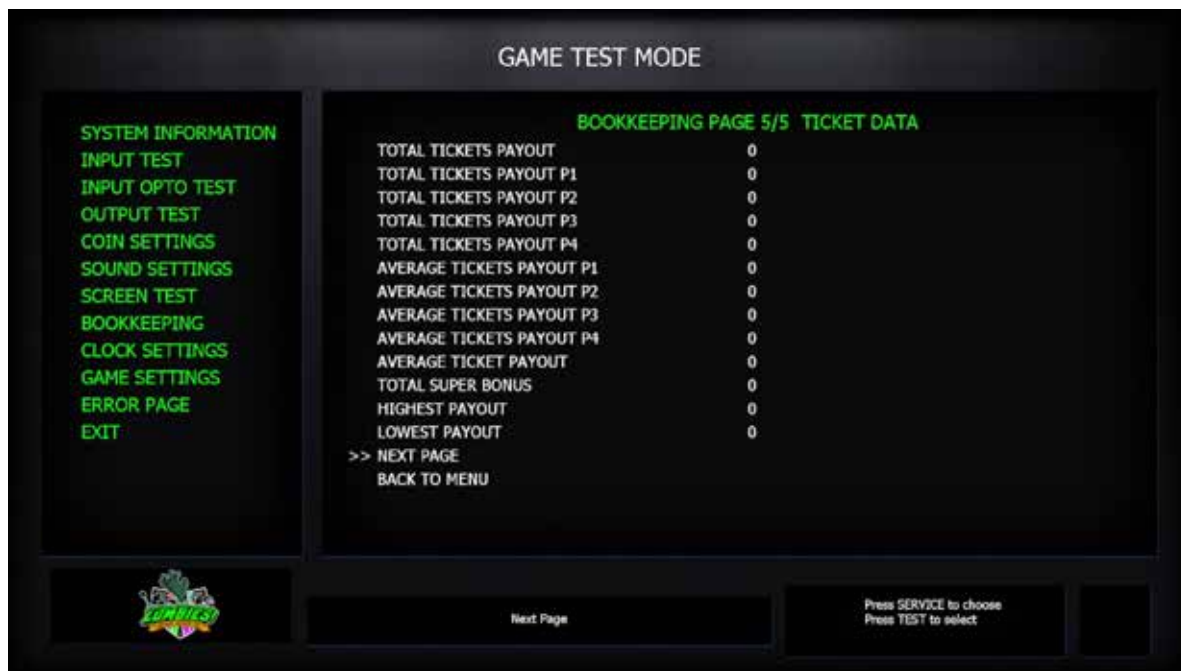 GAME TEST MODE
SYSTEM INFORMATION
INPUT TEST
INPUT OPTO TEST
OUTPUT TEST
COIN SETTINGS
SOUND SETTINGS
SCREEN TEST
BOOKKEEPING
CLOCK SETTINGS
GAME SETTINGS
ERROR PAGE
EXIT
BOOKKEEPING PAGE 5/5 TICKET DATA
TOTAL TICKETS PAYOUT 0
TOTAL TICKETS PAYOUT P1 0
TOTAL TICKETS PAYOUT P2 0
TOTAL TICKETS PAYOUT P3 0
TOTAL TICKETS PAYOUT P4 0
AVERAGE TICKETS PAYOUT P1 0
AVERAGE TICKETS PAYOUT P2 0
AVERAGE TICKETS PAYOUT P3 0
AVERAGE TICKETS PAYOUT P4 0
AVERAGE TICKET PAYOUT 0
TOTAL SUPER BONUS 0
HIGHEST PAYOUT 0
LOWEST PAYOUT 0
>> NEXT PAGE
BACK TO MENU
ZOMBIES!
Next Page
Press SERVICE to choose
Press TEST to select